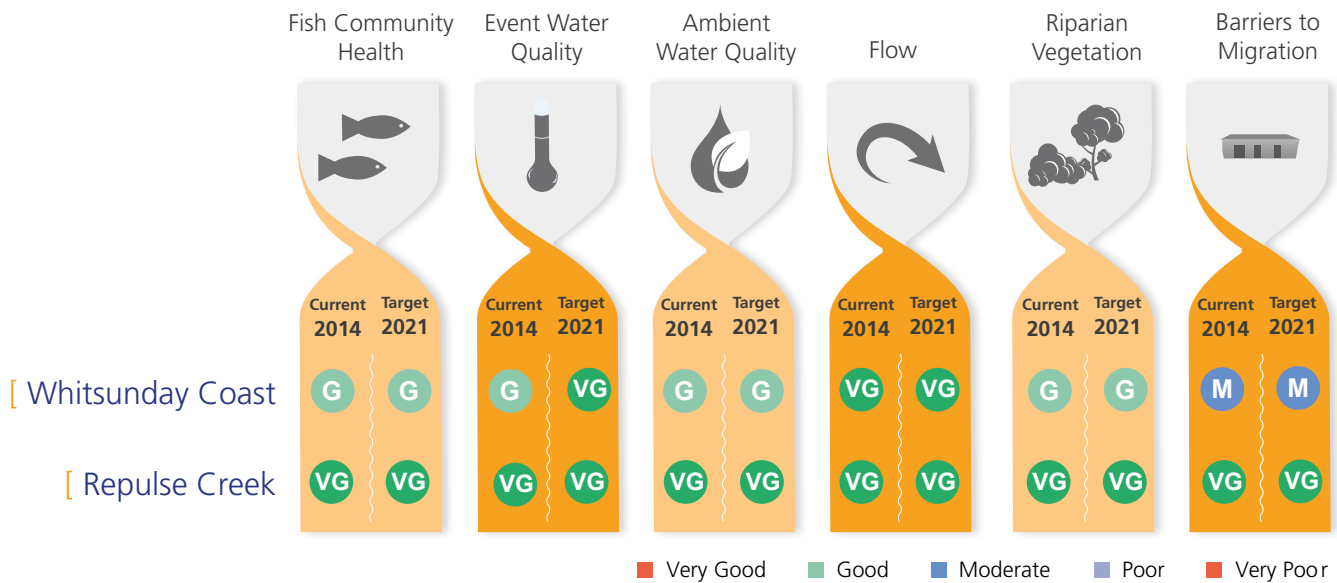 Fish Community
Health
Event Water
Quality
Ambient
Water Quality
Flow
Riparian
Vegetation
Barriers to
Migration
Current Target
2014 2021
Current Target
2014 2021
Current Target
2014 2021
Current Target
2014 2021
Current Target
2014 2021
Current Target
2014 2021
[ Whitsunday Coast G G G VG G G VG VG G G M M
[ Repulse Creek VG VG VG VG VG VG VG VG VG VG VG VG
Very Good Good Moderate Poor Very Poor